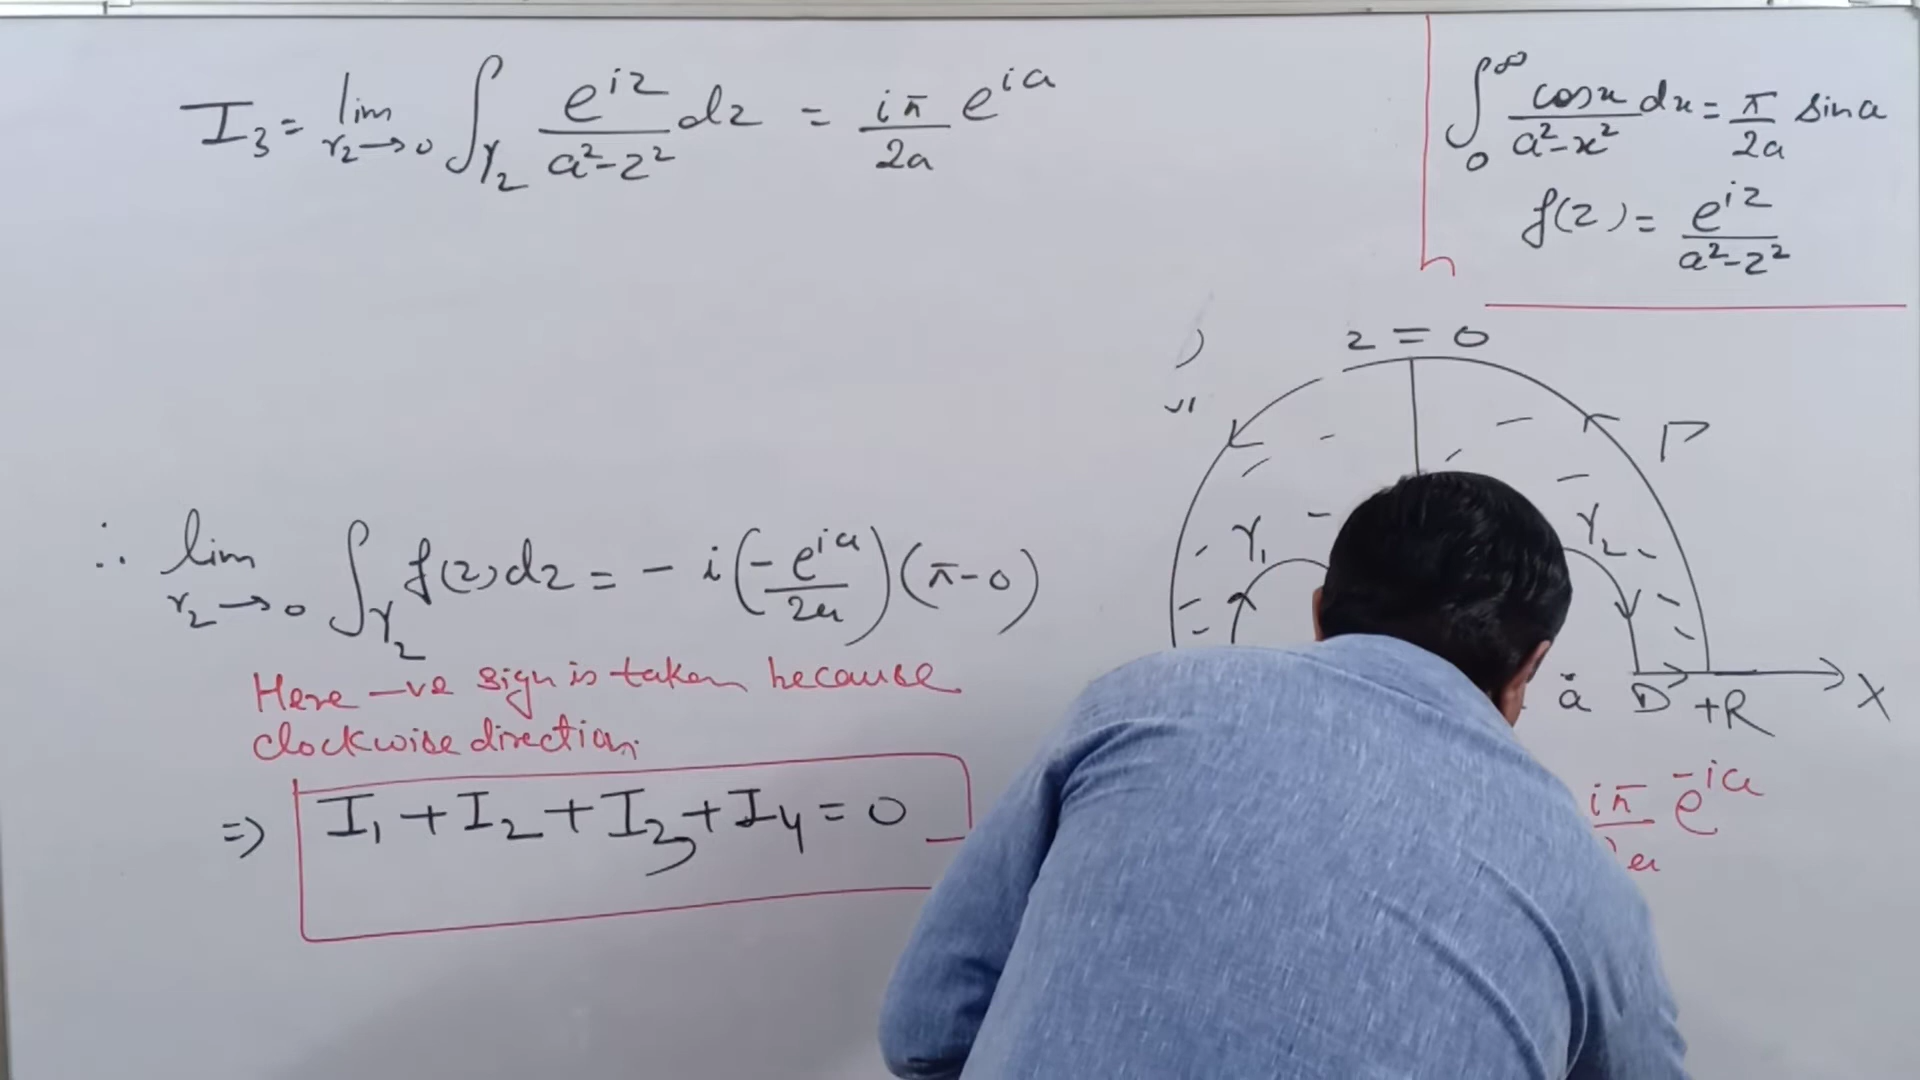 I₃ = lim r₂→0 ∫γ₂ e^{iz}/(a²-z²) dz = iπ/2a e^{ia}
∫₀^∞ cosx/(a²-x²) dx = π/2a sin a
f(z) = e^{iz}/(a²-z²)
z = 0
Γ
γ₁
γ₂
a D +R X
∴ lim r₂→0 ∫γ₂ f(z)dz = - i(-e^{ia}/2a)(π-0)
Here -ve sign is taken because
clockwise direction.
⇒ I₁ + I₂ + I₃ + I₄ = 0
iπ e^{-ia}